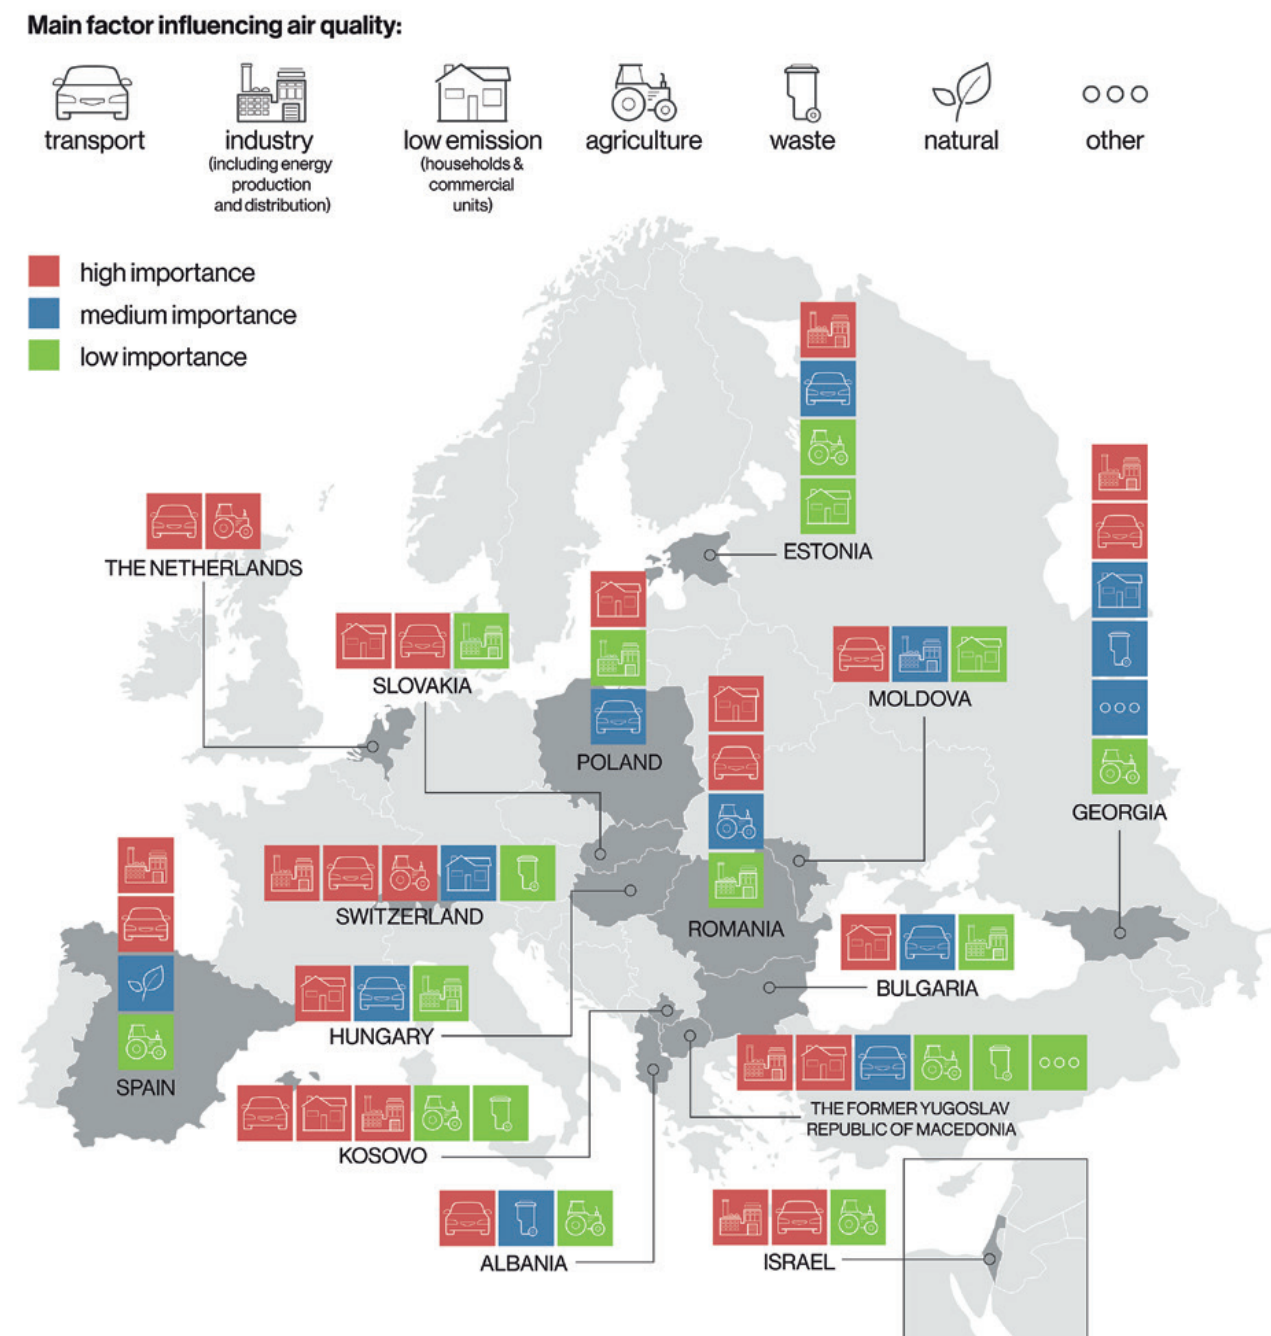 Main factor influencing air quality:
transport
industry
(including energy
production
and distribution)
low emission
(households &
commercial
units)
agriculture
waste
natural
other
high importance
medium importance
low importance
THE NETHERLANDS
ESTONIA
SLOVAKIA
MOLDOVA
POLAND
GEORGIA
SWITZERLAND
ROMANIA
BULGARIA
HUNGARY
SPAIN
THE FORMER YUGOSLAV
REPUBLIC OF MACEDONIA
KOSOVO
ALBANIA
ISRAEL